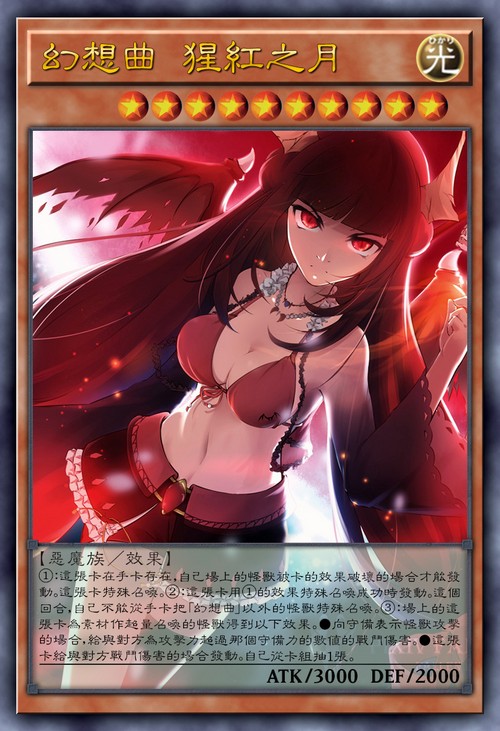 幻想曲 猩紅之月
ひかり
光
【惡魔族／效果】
①:這張卡在手卡存在,自己場上的怪獸被卡的效果破壞的場合才能發
動。這張卡特殊召喚。②:這張卡用①的效果特殊召喚成功時發動。這個
回合,自己不能從手卡把「幻想曲」以外的怪獸特殊召喚。③:場上的這
張卡為素材作超量召喚的怪獸得到以下效果。●向守備表示怪獸攻擊
的場合,給與對方為攻擊力超過那個守備力的數值的戰鬥傷害。●這張
卡給與對方戰鬥傷害的場合發動。自己從卡組抽1張。
ATK/3000 DEF/2000